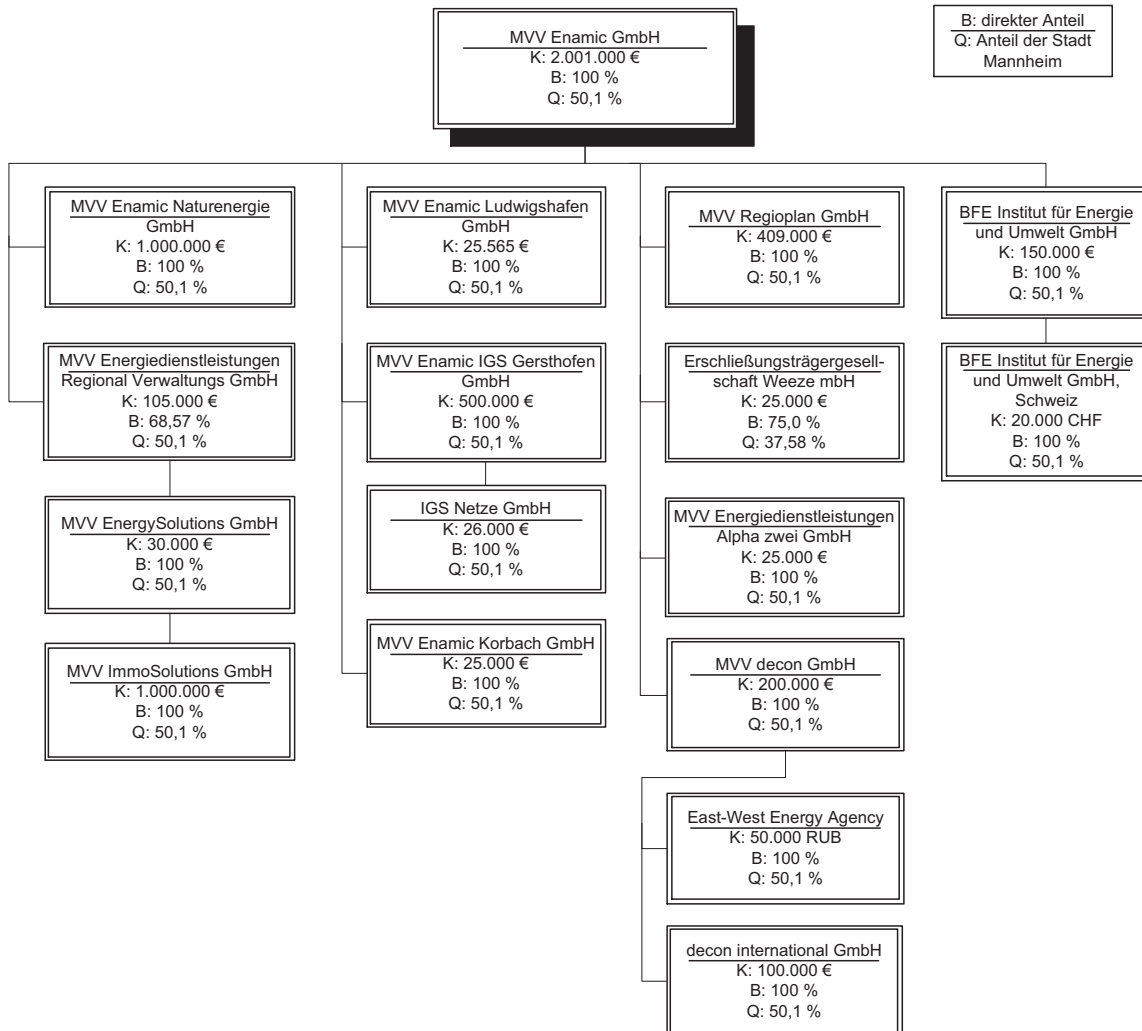 MVV Enamic GmbH
K: 2.001.000 €
B: 100 %
Q: 50,1 %
B: direkter Anteil
Q: Anteil der Stadt
Mannheim
MVV Enamic Naturenergie
GmbH
K: 1.000.000 €
B: 100 %
Q: 50,1 %
MVV Energiedienstleistungen
Regional Verwaltungs GmbH
K: 105.000 €
B: 68,57 %
Q: 50,1 %
MVV EnergySolutions GmbH
K: 30.000 €
B: 100 %
Q: 50,1 %
MVV ImmoSolutions GmbH
K: 1.000.000 €
B: 100 %
Q: 50,1 %
MVV Enamic Ludwigshafen
GmbH
K: 25.565 €
B: 100 %
Q: 50,1 %
MVV Enamic IGS Gersthofen
GmbH
K: 500.000 €
B: 100 %
Q: 50,1 %
IGS Netze GmbH
K: 26.000 €
B: 100 %
Q: 50,1 %
MVV Enamic Korbach GmbH
K: 25.000 €
B: 100 %
Q: 50,1 %
MVV Regioplan GmbH
K: 409.000 €
B: 100 %
Q: 50,1 %
Erschließungsträgergesell-
schaft Weeze mbH
K: 25.000 €
B: 75,0 %
Q: 37,58 %
MVV Energiedienstleistungen
Alpha zwei GmbH
K: 25.000 €
B: 100 %
Q: 50,1 %
MVV decon GmbH
K: 200.000 €
B: 100 %
Q: 50,1 %
East-West Energy Agency
K: 50.000 RUB
B: 100 %
Q: 50,1 %
decon international GmbH
K: 100.000 €
B: 100 %
Q: 50,1 %
BFE Institut für Energie
und Umwelt GmbH
K: 150.000 €
B: 100 %
Q: 50,1 %
BFE Institut für Energie
und Umwelt GmbH,
Schweiz
K: 20.000 CHF
B: 100 %
Q: 50,1 %